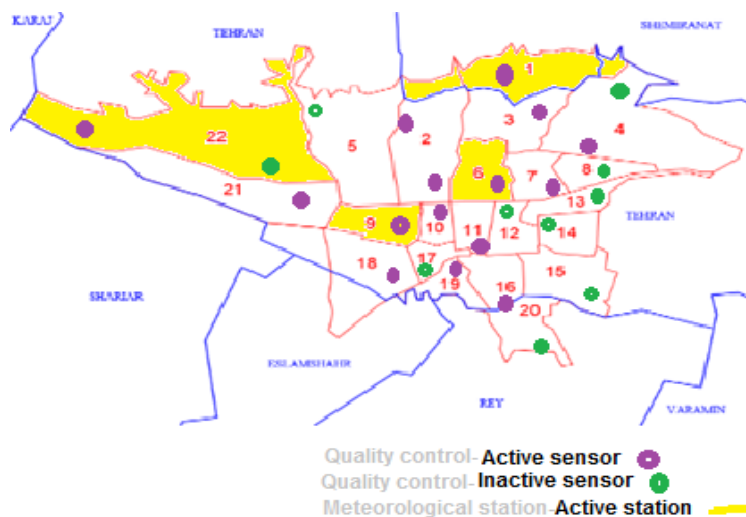 KARAJ
TEHRAN
SHEMIRANAT
1
3
4
22
5
2
6
7
8
21
13
TEHRAN
9
10
11
12
14
18
17
19
16
15
20
SHARIAR
ESLAMSHAHR
REY
VARAMIN
Quality control-Active sensor
Quality control-Inactive sensor
Meteorological station-Active station